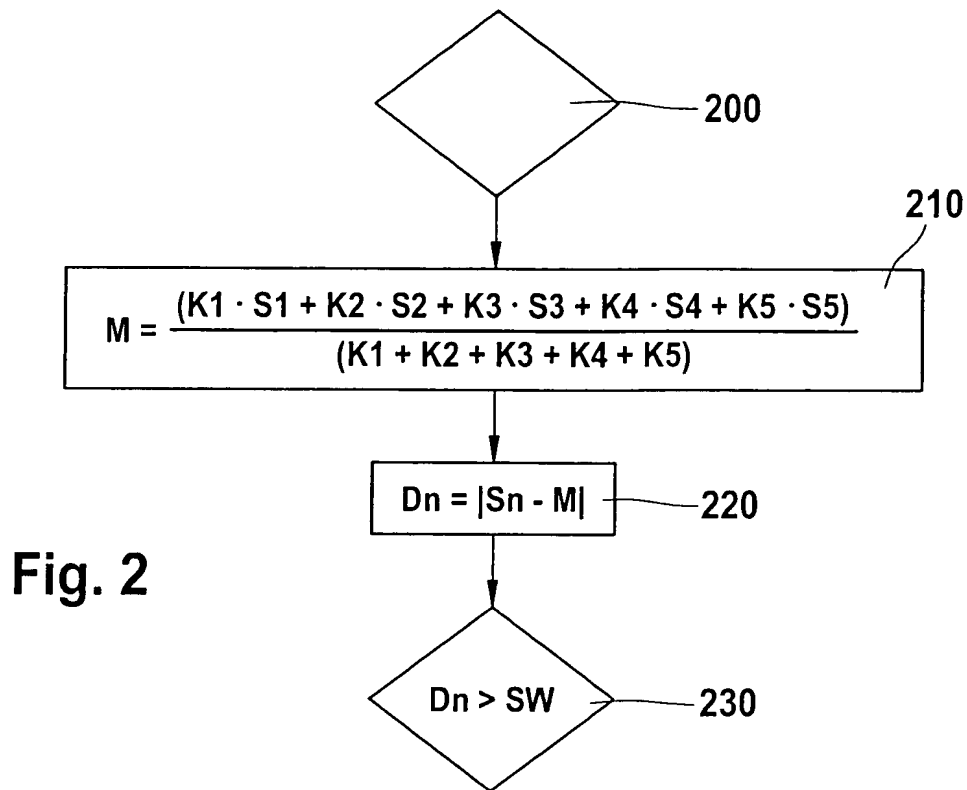 200
210
M = (K1 · S1 + K2 · S2 + K3 · S3 + K4 · S4 + K5 · S5)
(K1 + K2 + K3 + K4 + K5)
Dn = |Sn - M|
220
Fig. 2
Dn > SW
230